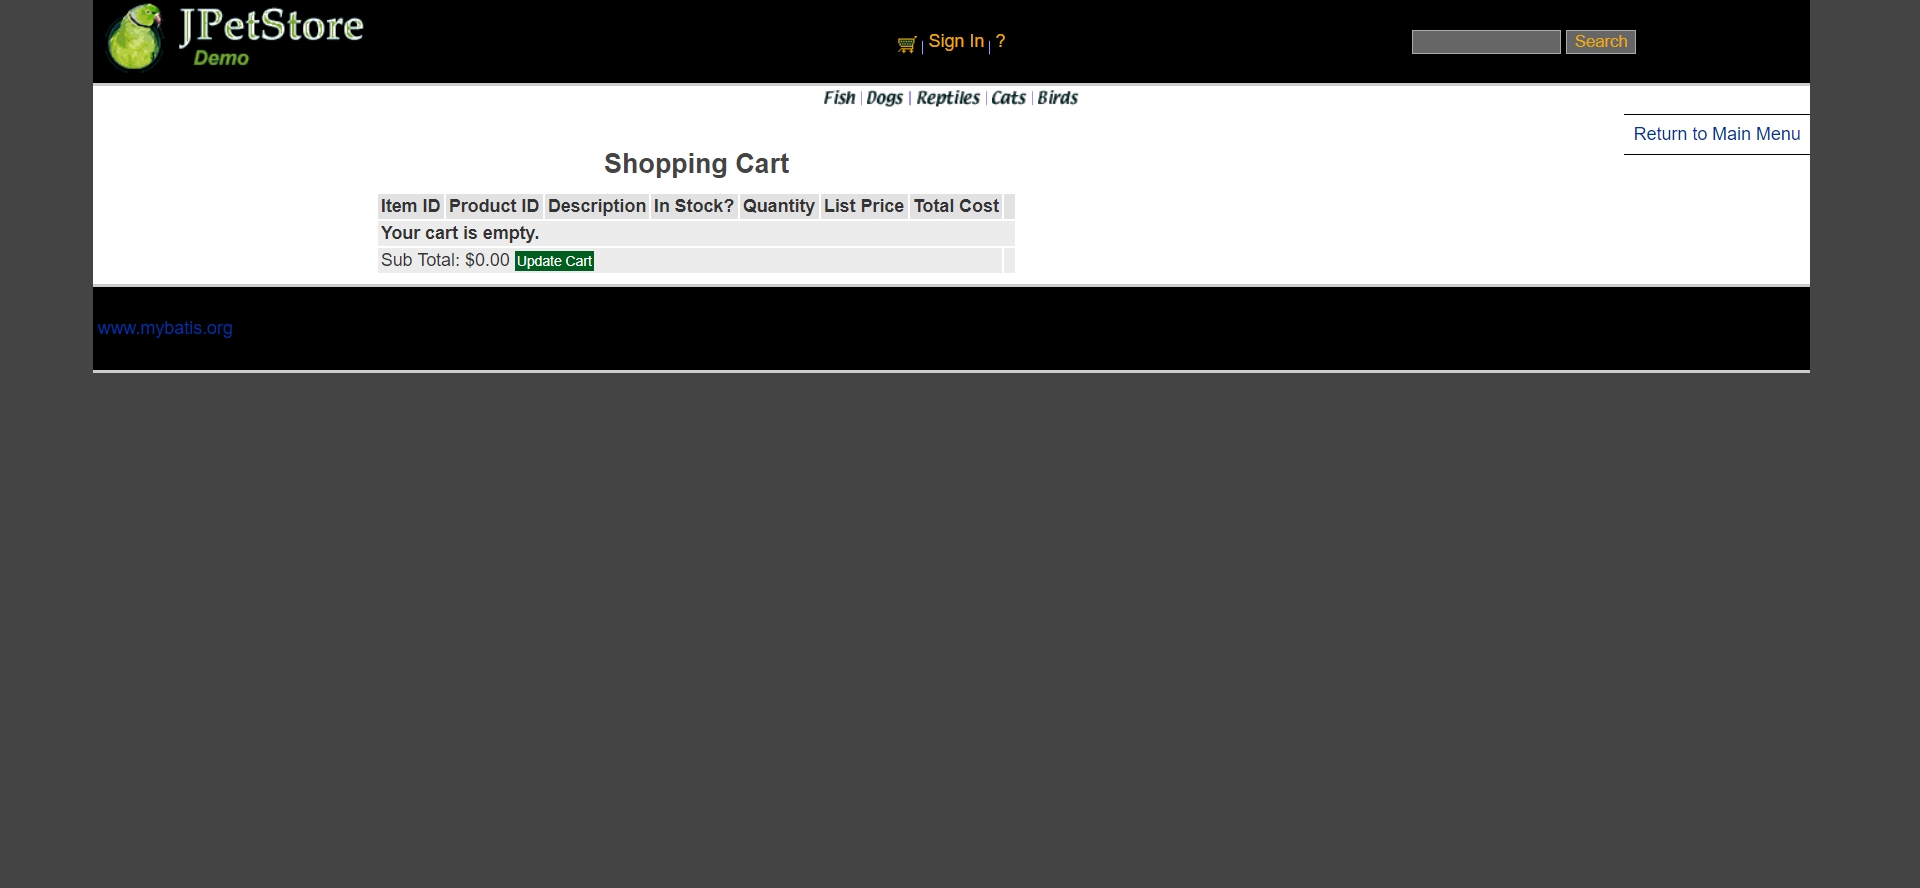 JPetStore
Demo
Sign In ?
Search
Fish Dogs Reptiles Cats Birds
Return to Main Menu
Shopping Cart
Item ID Product ID Description In Stock? Quantity List Price Total Cost
Your cart is empty.
Sub Total: $0.00 Update Cart
www.mybatis.org